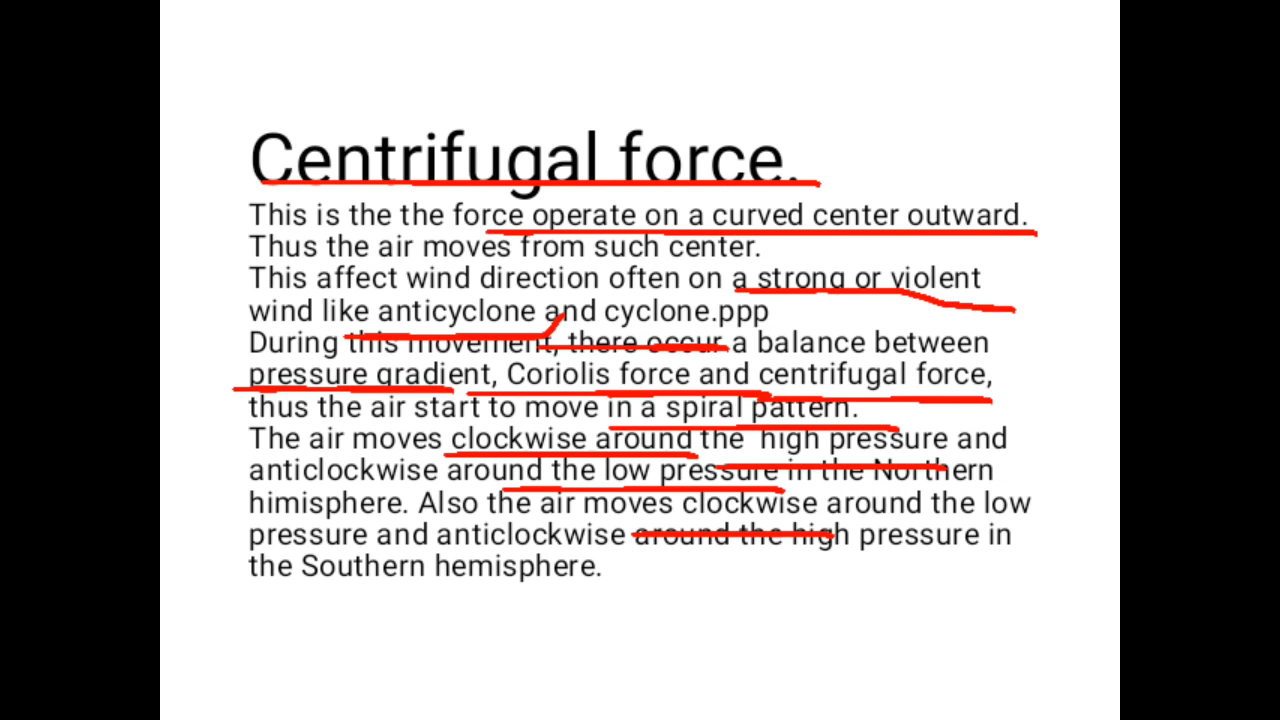 Centrifugal force.
This is the the force operate on a curved center outward.
Thus the air moves from such center.
This affect wind direction often on a strong or violent
wind like anticyclone and cyclone.ppp
During this movement, there occur a balance between
pressure gradient, Coriolis force and centrifugal force,
thus the air start to move in a spiral pattern.
The air moves clockwise around the high pressure and
anticlockwise around the low pressure in the Northern
himisphere. Also the air moves clockwise around the low
pressure and anticlockwise around the high pressure in
the Southern hemisphere.